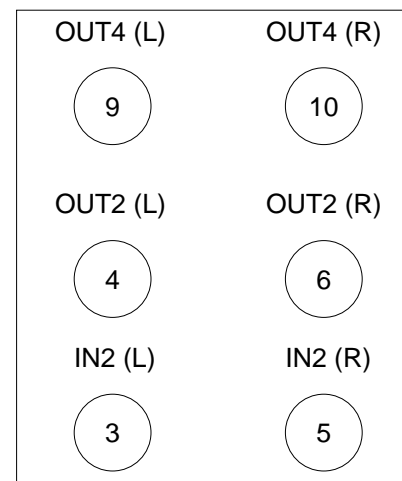 OUT4 (L) OUT4 (R)
9 10
OUT2 (L) OUT2 (R)
4 6
IN2 (L) IN2 (R)
3 5